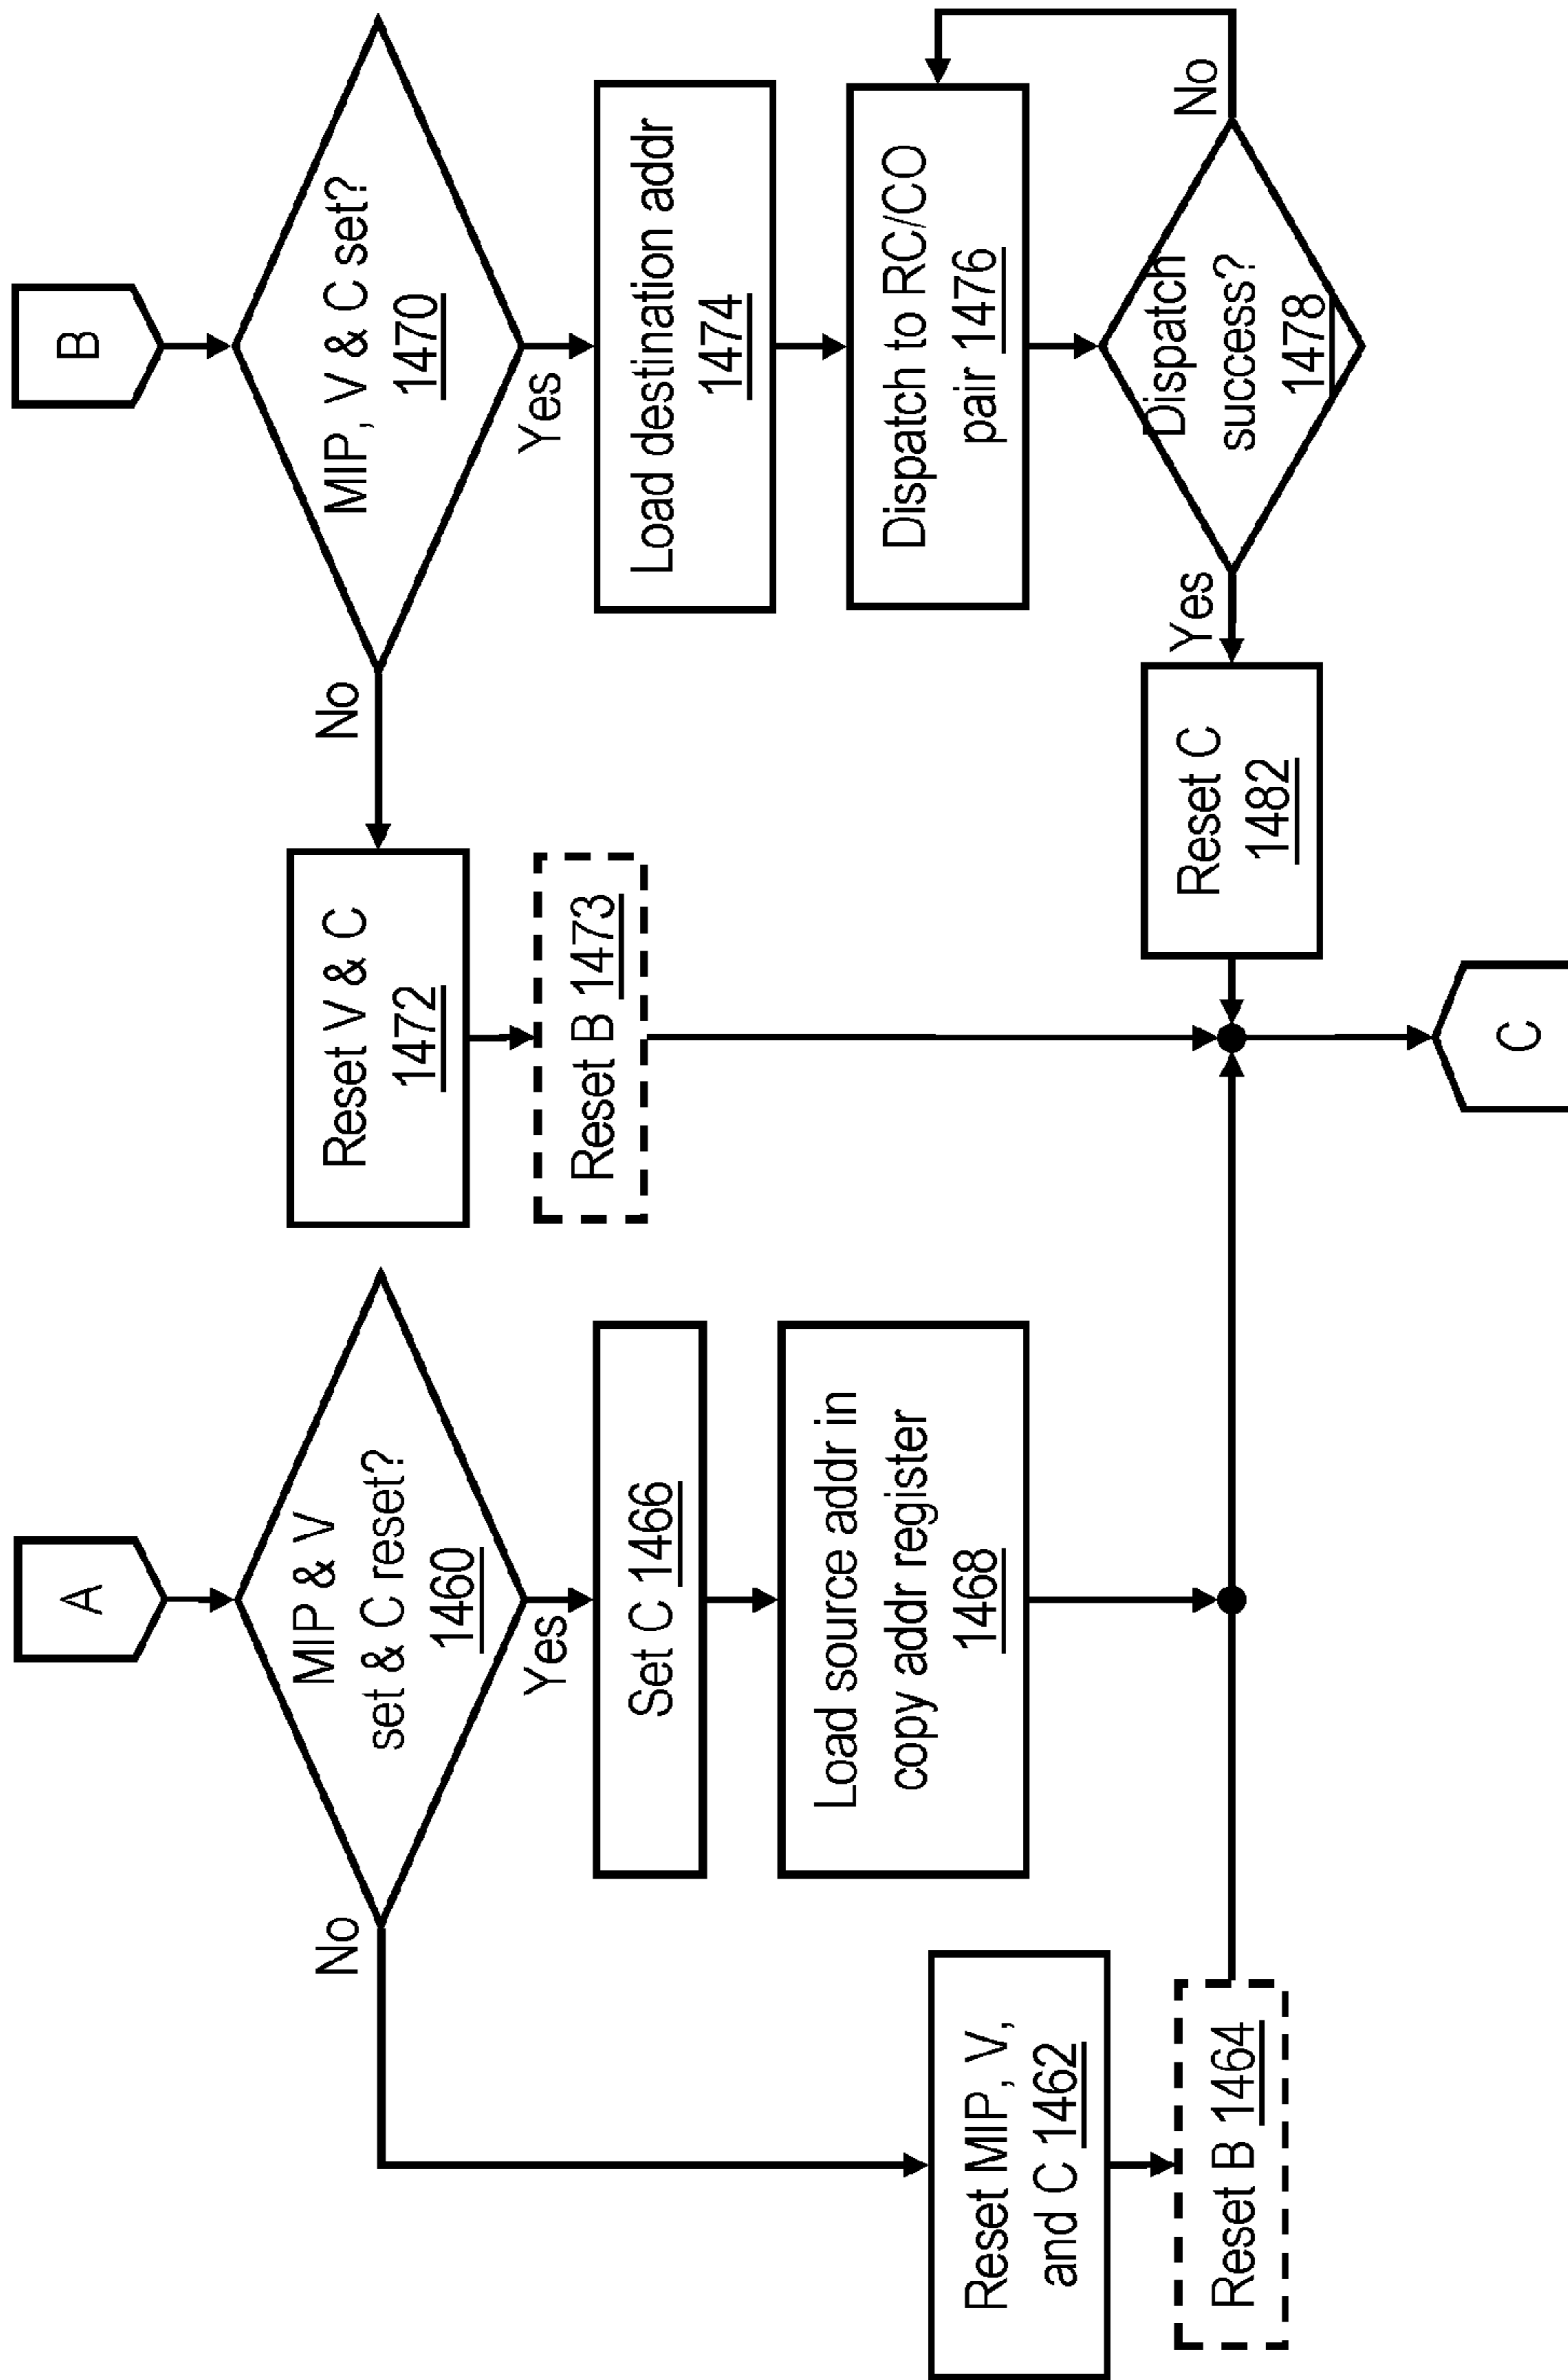 A
MIP & V
set & C reset?
1460
No
Yes
Set C 1466
Load source addr in
copy addr register
1468
Reset MIP, V,
and C 1462
Reset B 1464
B
MIP, V & C set?
1470
No
Yes
Reset V & C
1472
Reset B 1473
Load destination addr
1474
Dispatch to RC/CO
pair 1476
Dispatch
success?
1478
No
Yes
Reset C
1482
C